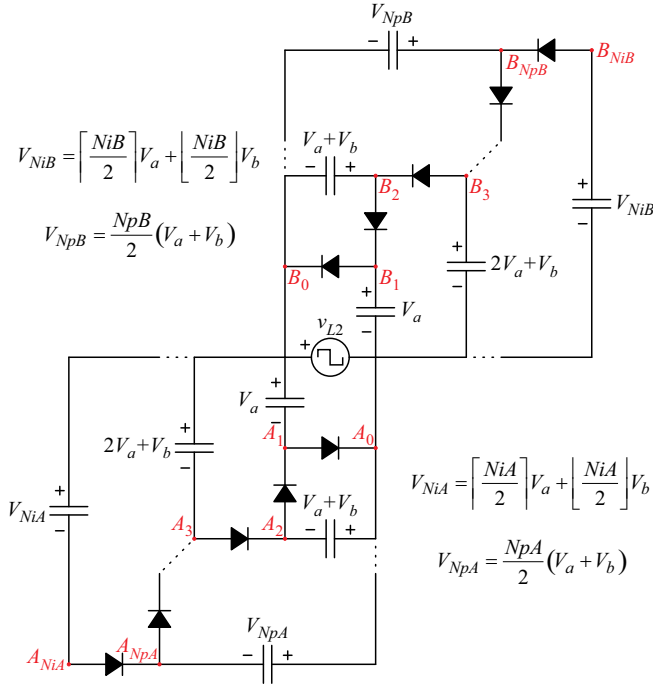 V_NpB
− +
B_NpB
B_NiB
V_a+V_b
− +
V_NiB = ⌈NiB/2⌉V_a + ⌊NiB/2⌋V_b
B_2
B_3
+
V_NiB
−
V_NpB = NpB/2 (V_a+V_b)
+
2V_a+V_b
−
B_0
B_1
+
V_a
−
v_L2
+
+
V_a
−
+
2V_a+V_b
−
A_1
A_0
V_NiA = ⌈NiA/2⌉V_a + ⌊NiA/2⌋V_b
+
V_NiA
−
V_a+V_b
A_3
A_2
− +
V_NpA = NpA/2 (V_a+V_b)
V_NpA
A_NiA
A_NpA
− +